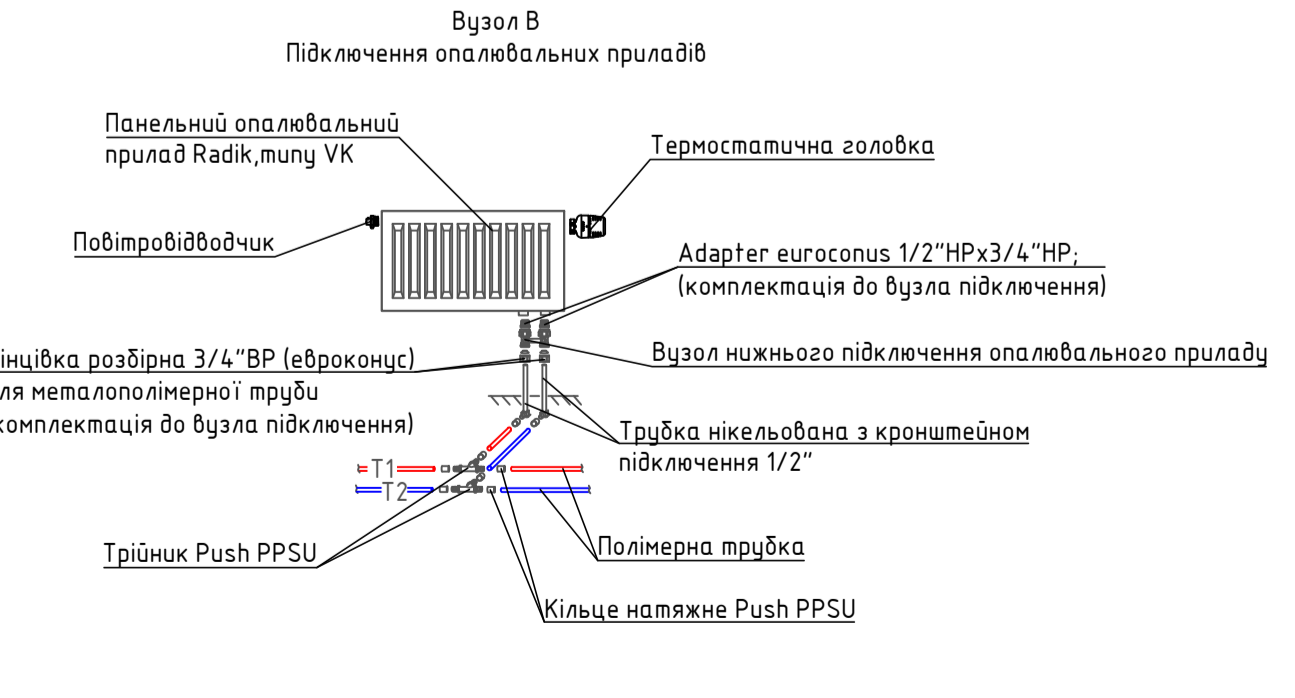 Вузол В
Підключення опалювальних приладів
Панельний опалювальний
прилад Radik,типу VK
Термостатична головка
Повітровідводчик
Adapter euroconus 1/2"НРх3/4"НР;
(комплектація до вузла підключення)
інцівка розбірна 3/4"ВР (евроконус)
ля металополімерної труби
комплектація до вузла підключення)
Вузол нижнього підключення опалювального приладу
Трубка нікельована з кронштейном
підключення 1/2"
Т1
Т2
Трійник Push PPSU
Полімерна трубка
Кільце натяжне Push PPSU